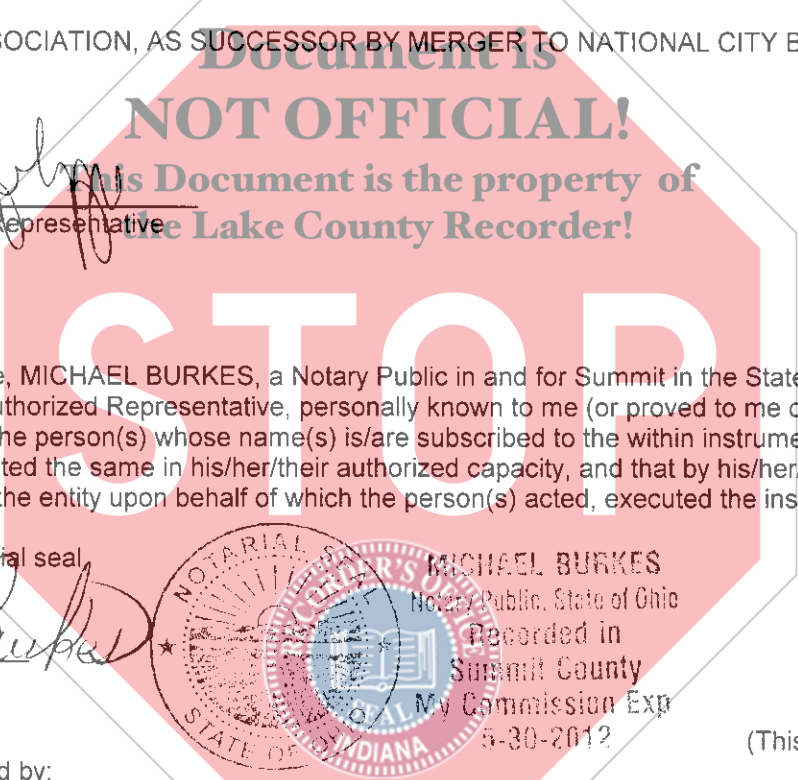 Document is
SOCIATION, AS SUCCESSOR BY MERGER TO NATIONAL CITY B
NOT OFFICIAL!
This Document is the property of
Representative
the Lake County Recorder!
STOP
e, MICHAEL BURKES, a Notary Public in and for Summit in the State
uthorized Representative, personally known to me (or proved to me o
he person(s) whose name(s) is/are subscribed to the within instrume
ted the same in his/her/their authorized capacity, and that by his/her/
the entity upon behalf of which the person(s) acted, executed the ins
ial seal
NOTARIAL SEAL
STATE OF OHIO
RECORDER'S OFFICE
SEAL
INDIANA
MICHAEL BURKES
Notary Public, State of Ohio
Recorded in
Summit County
My Commission Exp
5-30-2012
(This
d by: